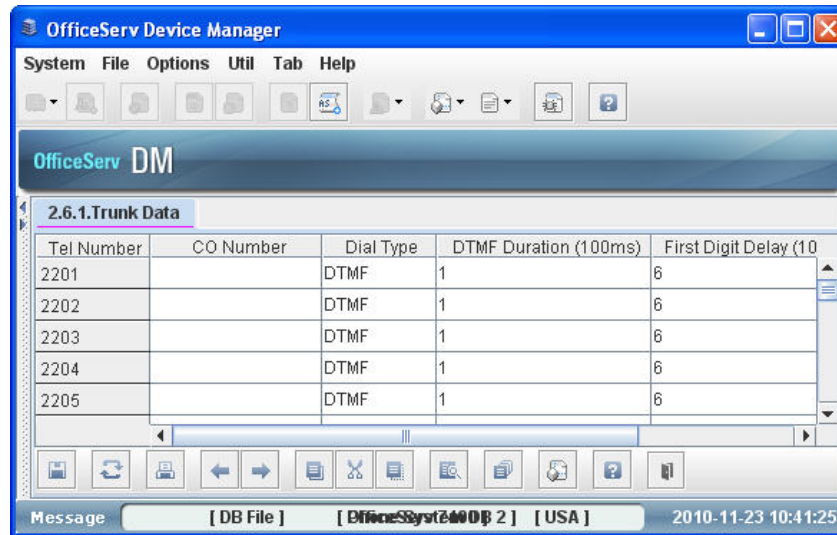 OfficeServ Device Manager
System File Options Util Tab Help
AS
OfficeServ DM
2.6.1.Trunk Data
Tel Number CO Number Dial Type DTMF Duration (100ms) First Digit Delay (10
2201 DTMF 1 6
2202 DTMF 1 6
2203 DTMF 1 6
2204 DTMF 1 6
2205 DTMF 1 6
Message [ DB File ] [ 2 ] [ USA ] 2010-11-23 10:41:25